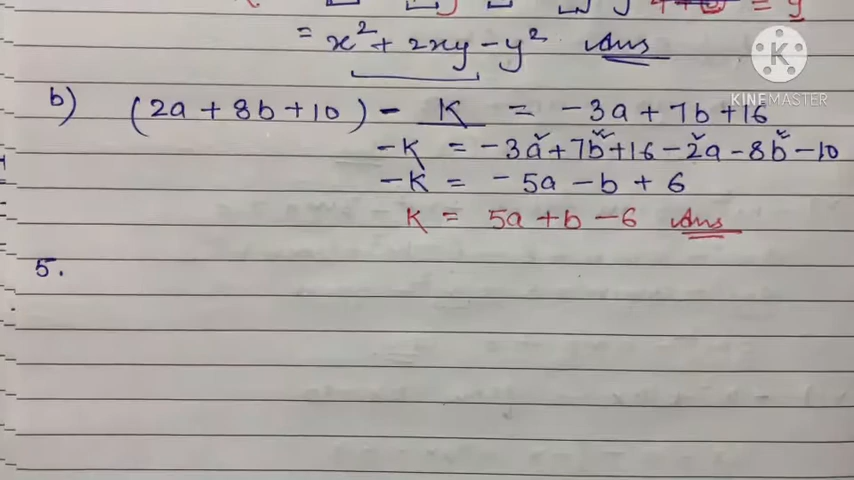 = y
= x² + 2xy - y² Ans
K
KINEMASTER
b) (2a + 8b + 10) - K = -3a + 7b + 16
-K = -3a + 7b + 16 - 2a - 8b - 10
-K = -5a - b + 6
K = 5a + b - 6 Ans
5.